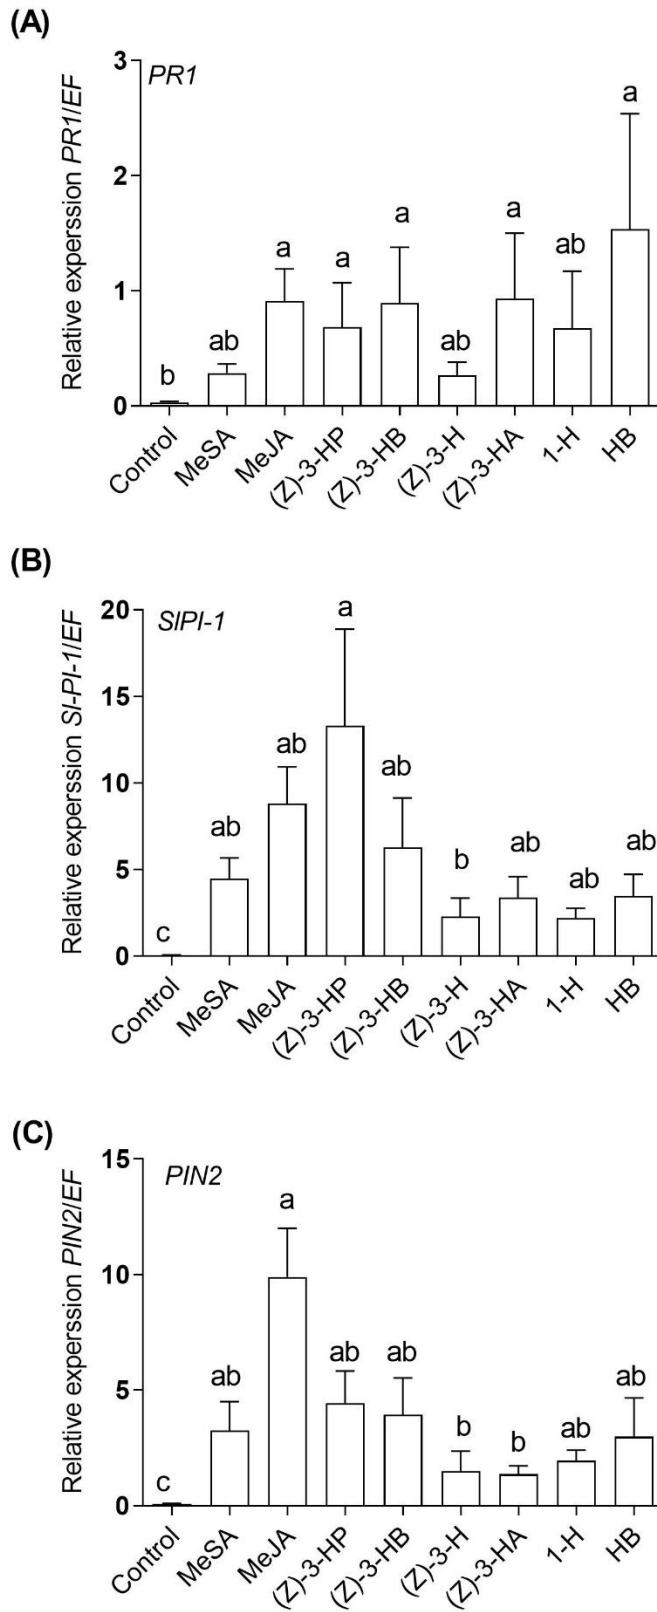 (A)
PR1
Relative experssion PR1/EF
3
2
1
0
b
ab
a
a
a
ab
a
ab
a
Control
MeSA
MeJA
(Z)-3-HP
(Z)-3-HB
(Z)-3-H
(Z)-3-HA
1-H
HB
(B)
SlPI-1
Relative experssion Sl-PI-1/EF
20
15
10
5
0
c
ab
ab
a
ab
b
ab
ab
ab
Control
MeSA
MeJA
(Z)-3-HP
(Z)-3-HB
(Z)-3-H
(Z)-3-HA
1-H
HB
(C)
PIN2
Relative experssion PIN2/EF
15
10
5
0
c
ab
a
ab
ab
b
b
ab
ab
Control
MeSA
MeJA
(Z)-3-HP
(Z)-3-HB
(Z)-3-H
(Z)-3-HA
1-H
HB